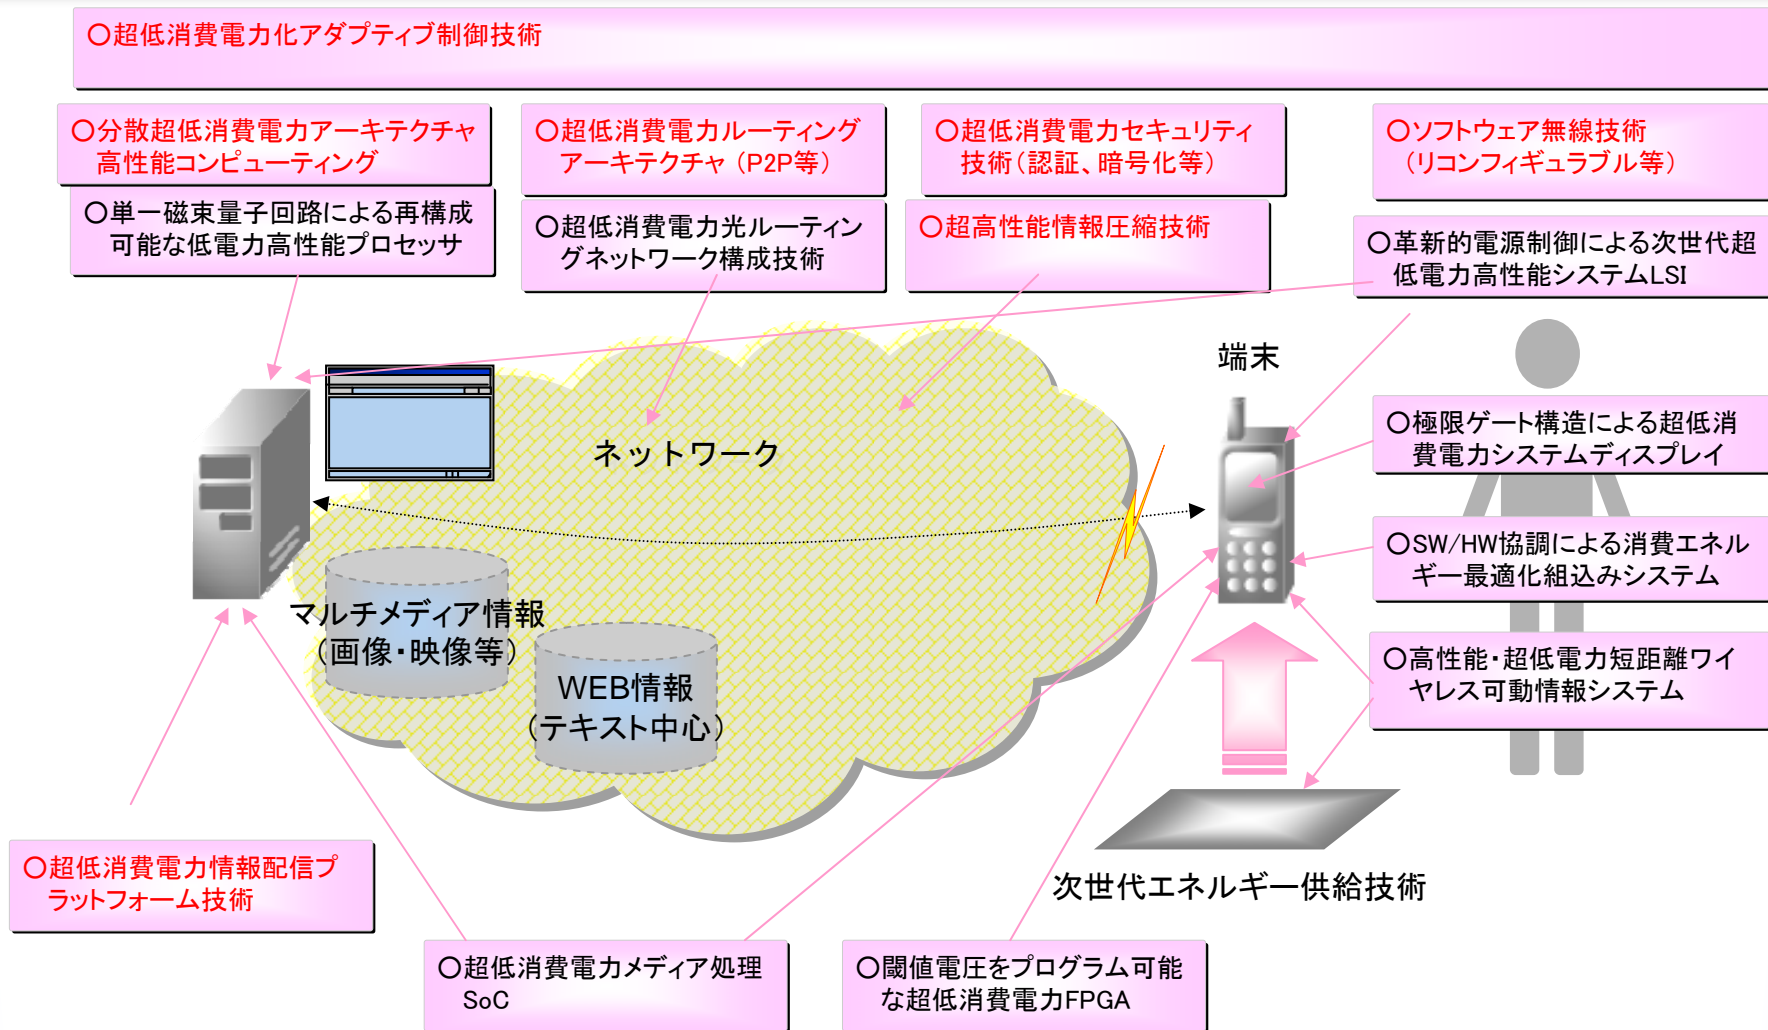 ○超低消費電力化アダプティブ制御技術
○分散超低消費電力アーキテクチャ
高性能コンピューティング
○超低消費電力ルーティング
アーキテクチャ（P2P等）
○超低消費電力セキュリティ
技術（認証、暗号化等）
○ソフトウェア無線技術
（リコンフィギュラブル等）
○単一磁束量子回路による再構成
可能な低電力高性能プロセッサ
○超低消費電力光ルーティン
グネットワーク構成技術
○超高性能情報圧縮技術
○革新的電源制御による次世代超
低電力高性能システムLSI
端末
ネットワーク
○極限ゲート構造による超低消
費電力システムディスプレイ
○SW/HW協調による消費エネル
ギー最適化組込みシステム
マルチメディア情報
（画像・映像等）
WEB情報
（テキスト中心）
○高性能・超低電力短距離ワイ
ヤレス可動情報システム
次世代エネルギー供給技術
○超低消費電力情報配信プ
ラットフォーム技術
○超低消費電力メディア処理
SoC
○閾値電圧をプログラム可能
な超低消費電力FPGA